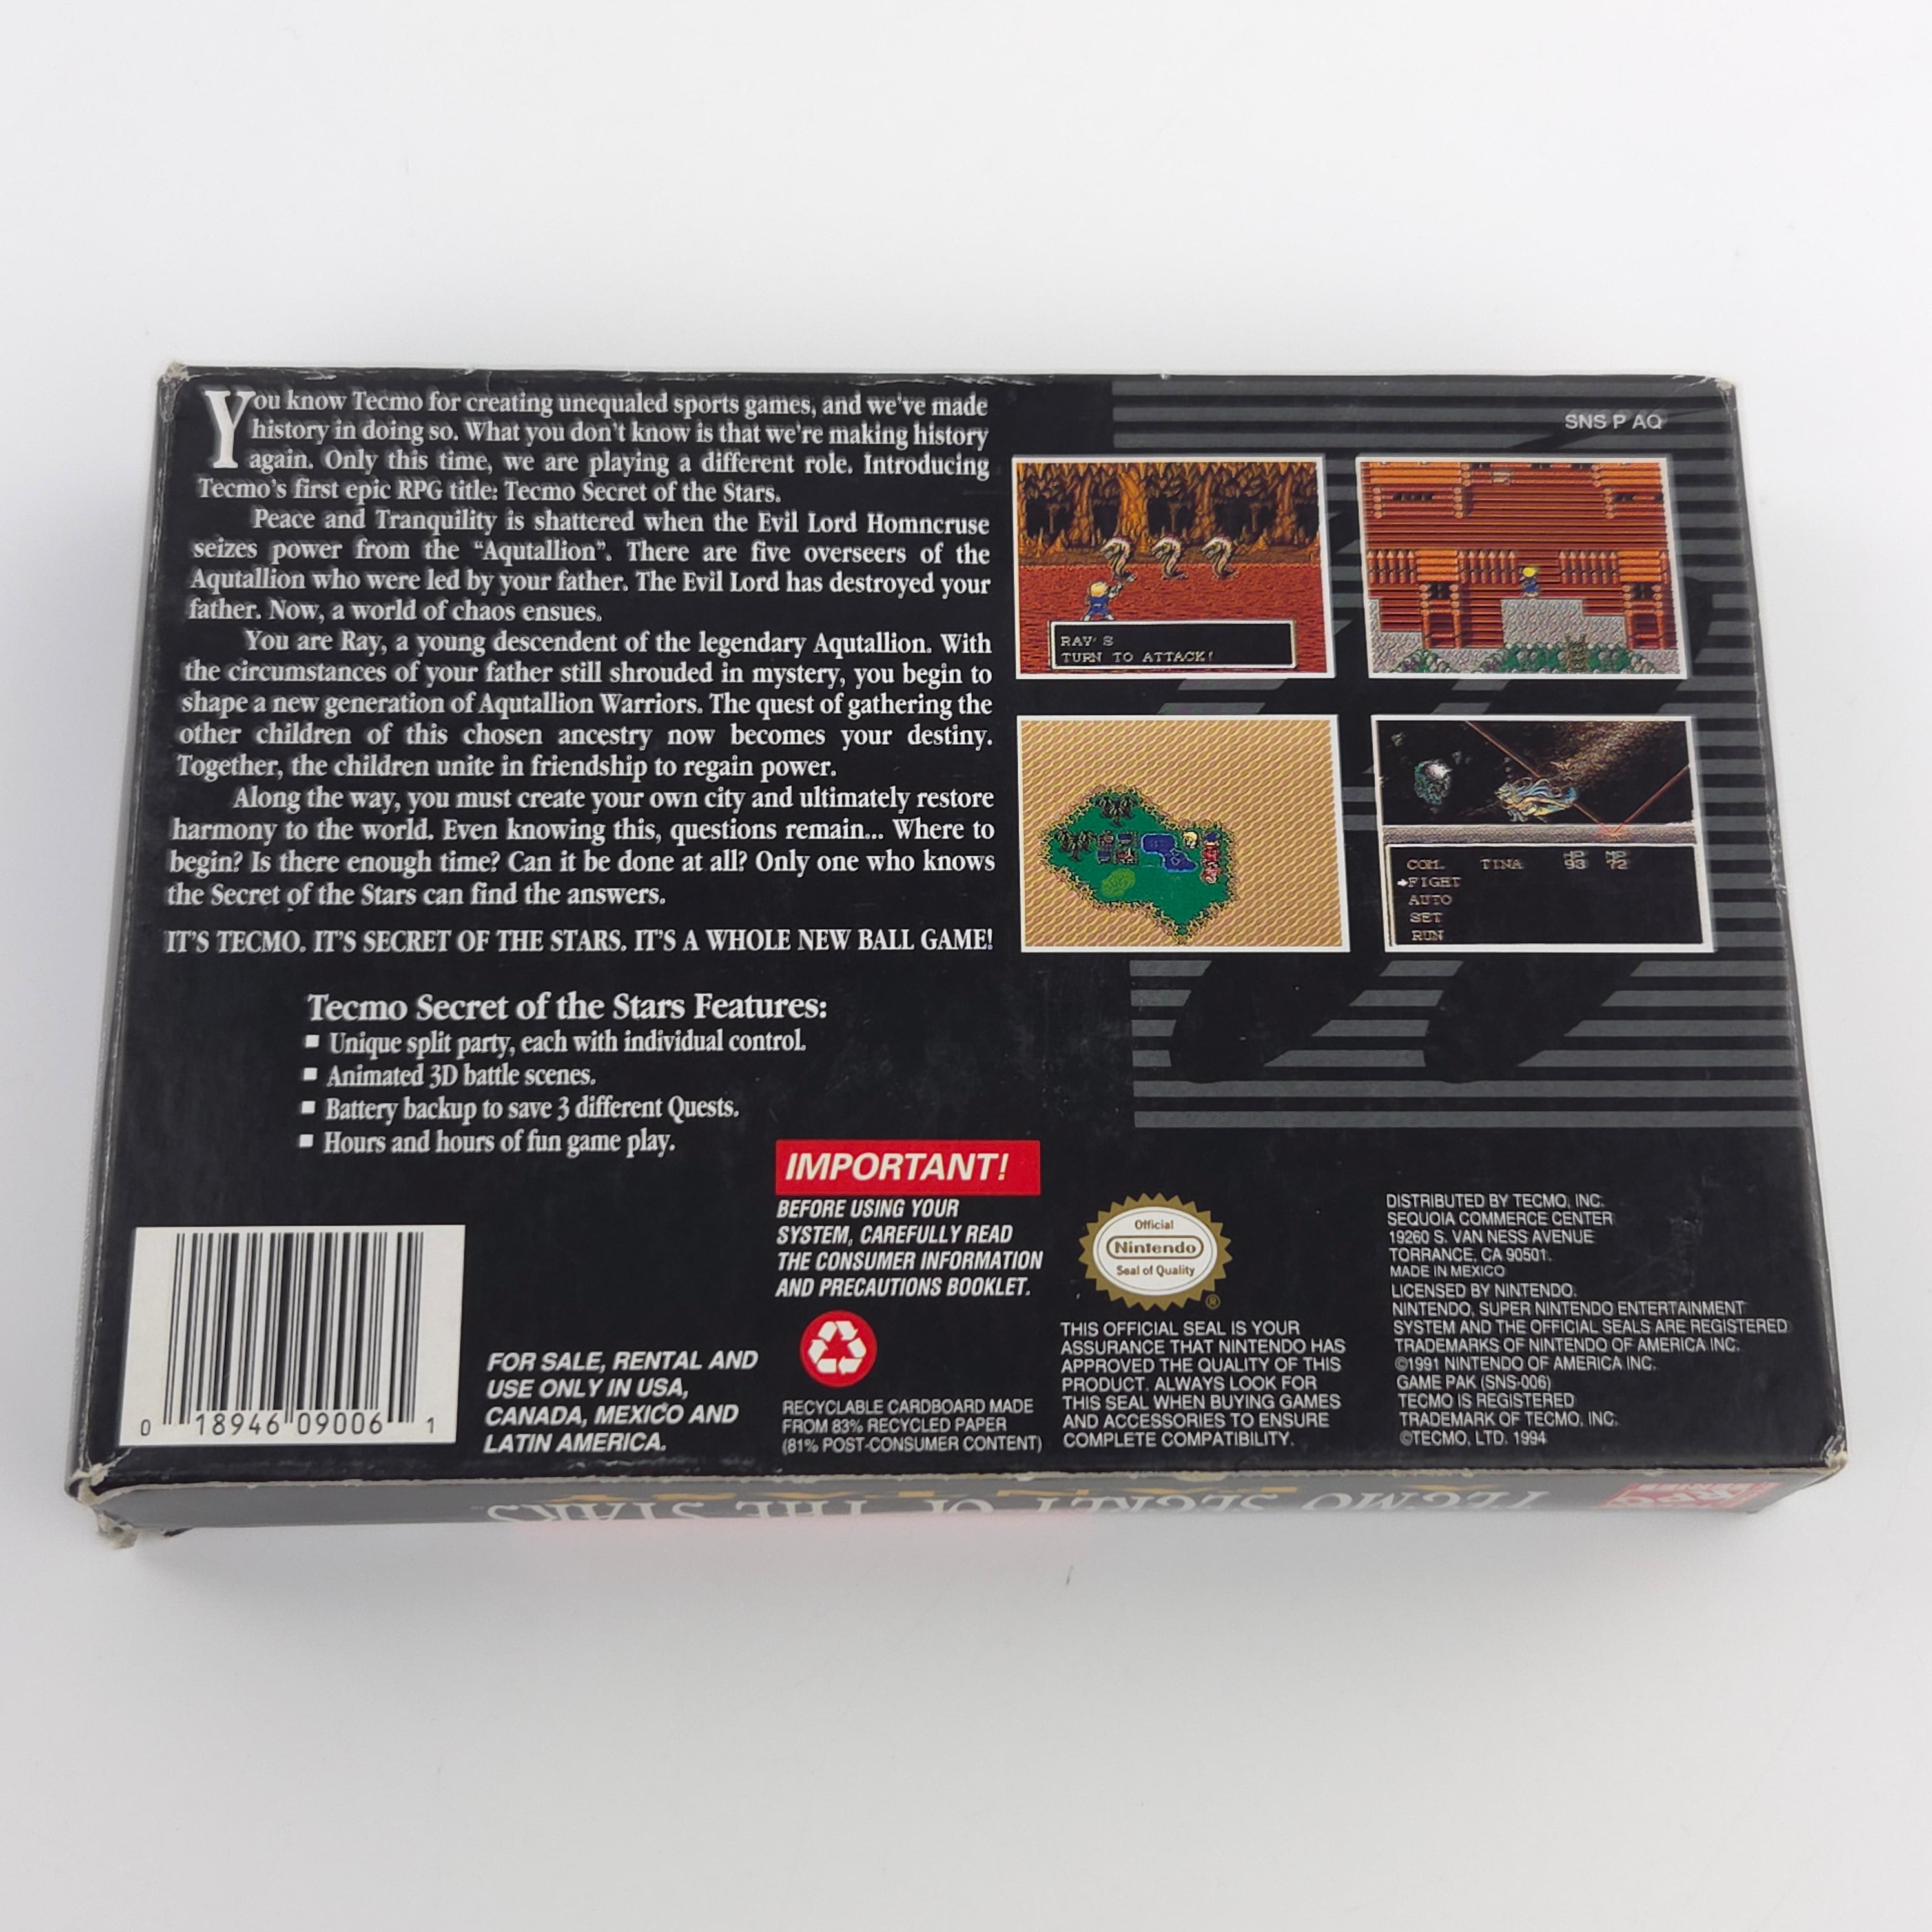 You know Tecmo for creating unequaled sports games, and we've made
history in doing so. What you don't know is that we're making history
again. Only this time, we are playing a different role. Introducing
Tecmo's first epic RPG title: Tecmo Secret of the Stars.
Peace and Tranquility is shattered when the Evil Lord Homncruse
seizes power from the “Aqutallion”. There are five overseers of the
Aqutallion who were led by your father. The Evil Lord has destroyed your
father. Now, a world of chaos ensues.
You are Ray, a young descendent of the legendary Aqutallion. With
the circumstances of your father still shrouded in mystery, you begin to
shape a new generation of Aqutallion Warriors. The quest of gathering the
other children of this chosen ancestry now becomes your destiny.
Together, the children unite in friendship to regain power.
Along the way, you must create your own city and ultimately restore
harmony to the world. Even knowing this, questions remain... Where to
begin? Is there enough time? Can it be done at all? Only one who knows
the Secret of the Stars can find the answers.
IT'S TECMO. IT'S SECRET OF THE STARS. IT'S A WHOLE NEW BALL GAME!
Tecmo Secret of the Stars Features:
Unique split party, each with individual control.
Animated 3D battle scenes.
Battery backup to save 3 different Quests.
Hours and hours of fun game play.
SNS P AQ
RAY'S
TURN TO ATTACK!
COM. TINA HP 93 MP 72
FIGHT
AUTO
SET
RUN
0 18946 09006 1
FOR SALE, RENTAL AND
USE ONLY IN USA,
CANADA, MEXICO AND
LATIN AMERICA.
IMPORTANT!
BEFORE USING YOUR
SYSTEM, CAREFULLY READ
THE CONSUMER INFORMATION
AND PRECAUTIONS BOOKLET.
RECYCLABLE CARDBOARD MADE
FROM 83% RECYCLED PAPER
(81% POST-CONSUMER CONTENT)
Official
Nintendo
Seal of Quality
®
THIS OFFICIAL SEAL IS YOUR
ASSURANCE THAT NINTENDO HAS
APPROVED THE QUALITY OF THIS
PRODUCT. ALWAYS LOOK FOR
THIS SEAL WHEN BUYING GAMES
AND ACCESSORIES TO ENSURE
COMPLETE COMPATIBILITY.
DISTRIBUTED BY TECMO, INC.
SEQUOIA COMMERCE CENTER
19260 S. VAN NESS AVENUE
TORRANCE, CA 90501.
MADE IN MEXICO
LICENSED BY NINTENDO.
NINTENDO, SUPER NINTENDO ENTERTAINMENT
SYSTEM AND THE OFFICIAL SEALS ARE REGISTERED
TRADEMARKS OF NINTENDO OF AMERICA INC.
©1991 NINTENDO OF AMERICA INC.
GAME PAK (SNS-006)
TECMO IS REGISTERED
TRADEMARK OF TECMO, INC.
©TECMO, LTD. 1994
TECMO SECRET OF THE STARS